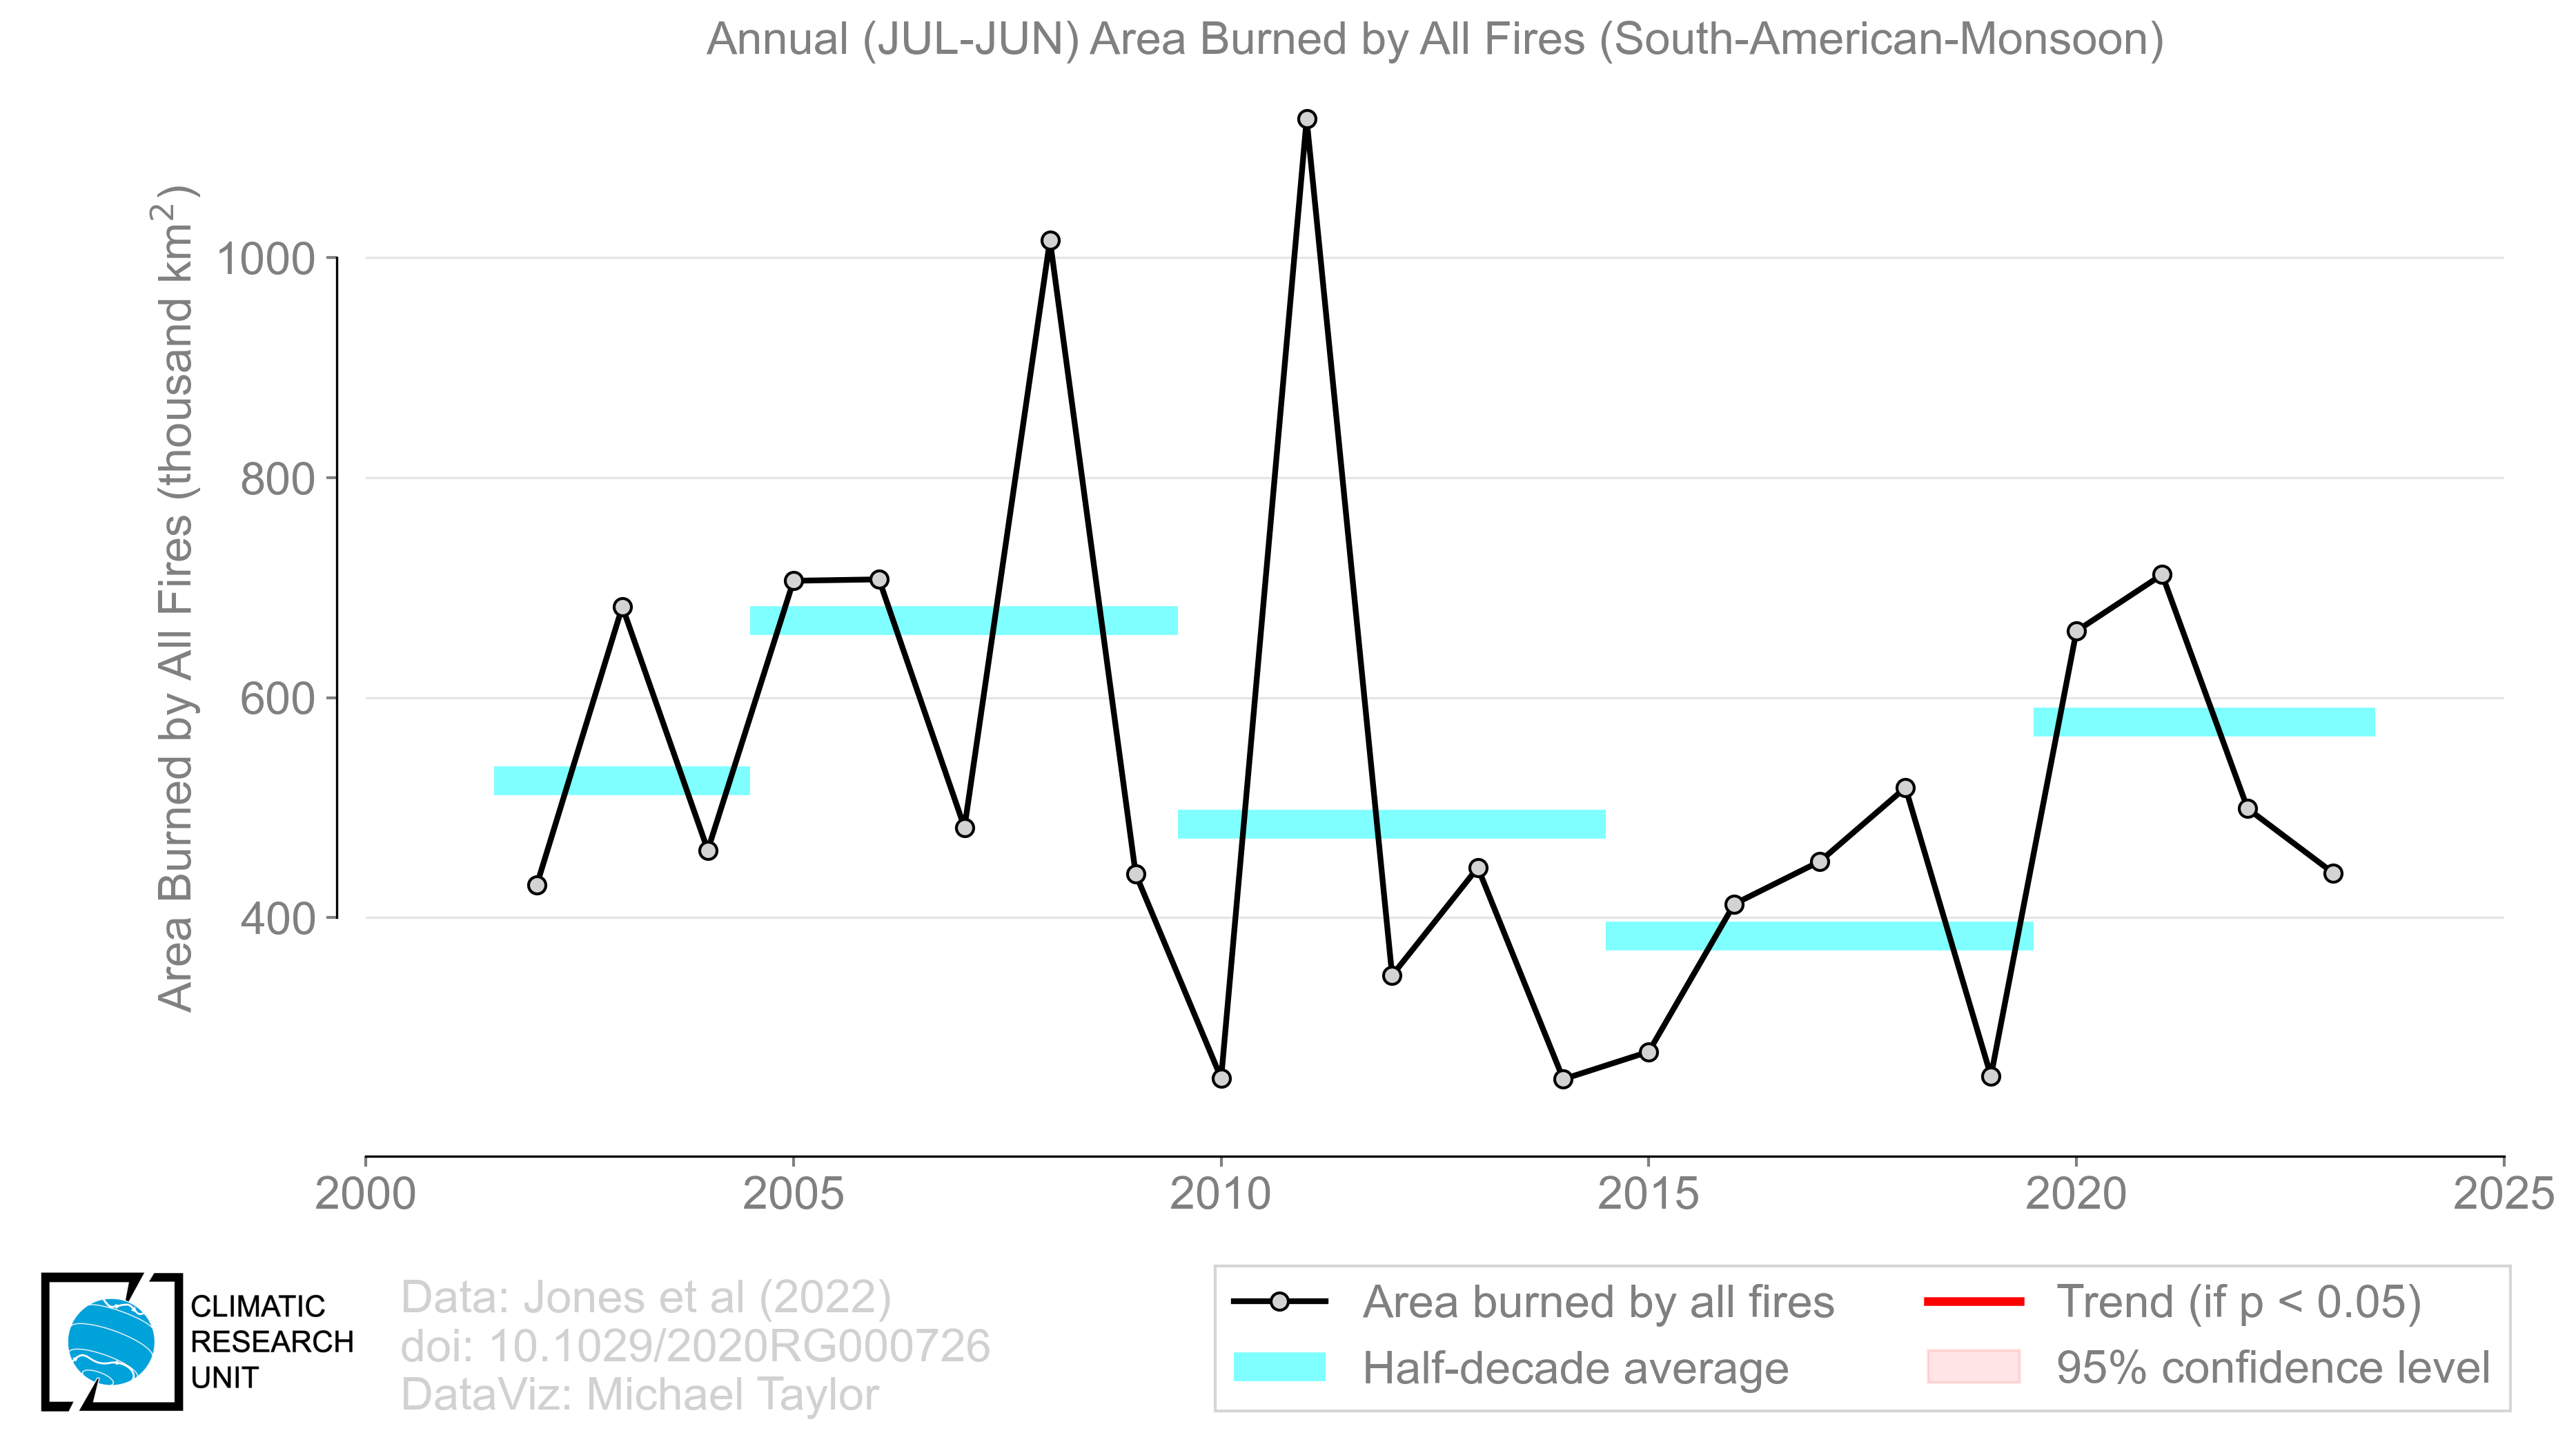 Annual (JUL-JUN) Area Burned by All Fires (South-American-Monsoon)
Area Burned by All Fires (thousand km²)
1000
800
600
400
2000 2005 2010 2015 2020 2025
CLIMATIC
RESEARCH
UNIT
Data: Jones et al (2022)
doi: 10.1029/2020RG000726
DataViz: Michael Taylor
Area burned by all fires
Half-decade average
Trend (if p < 0.05)
95% confidence level